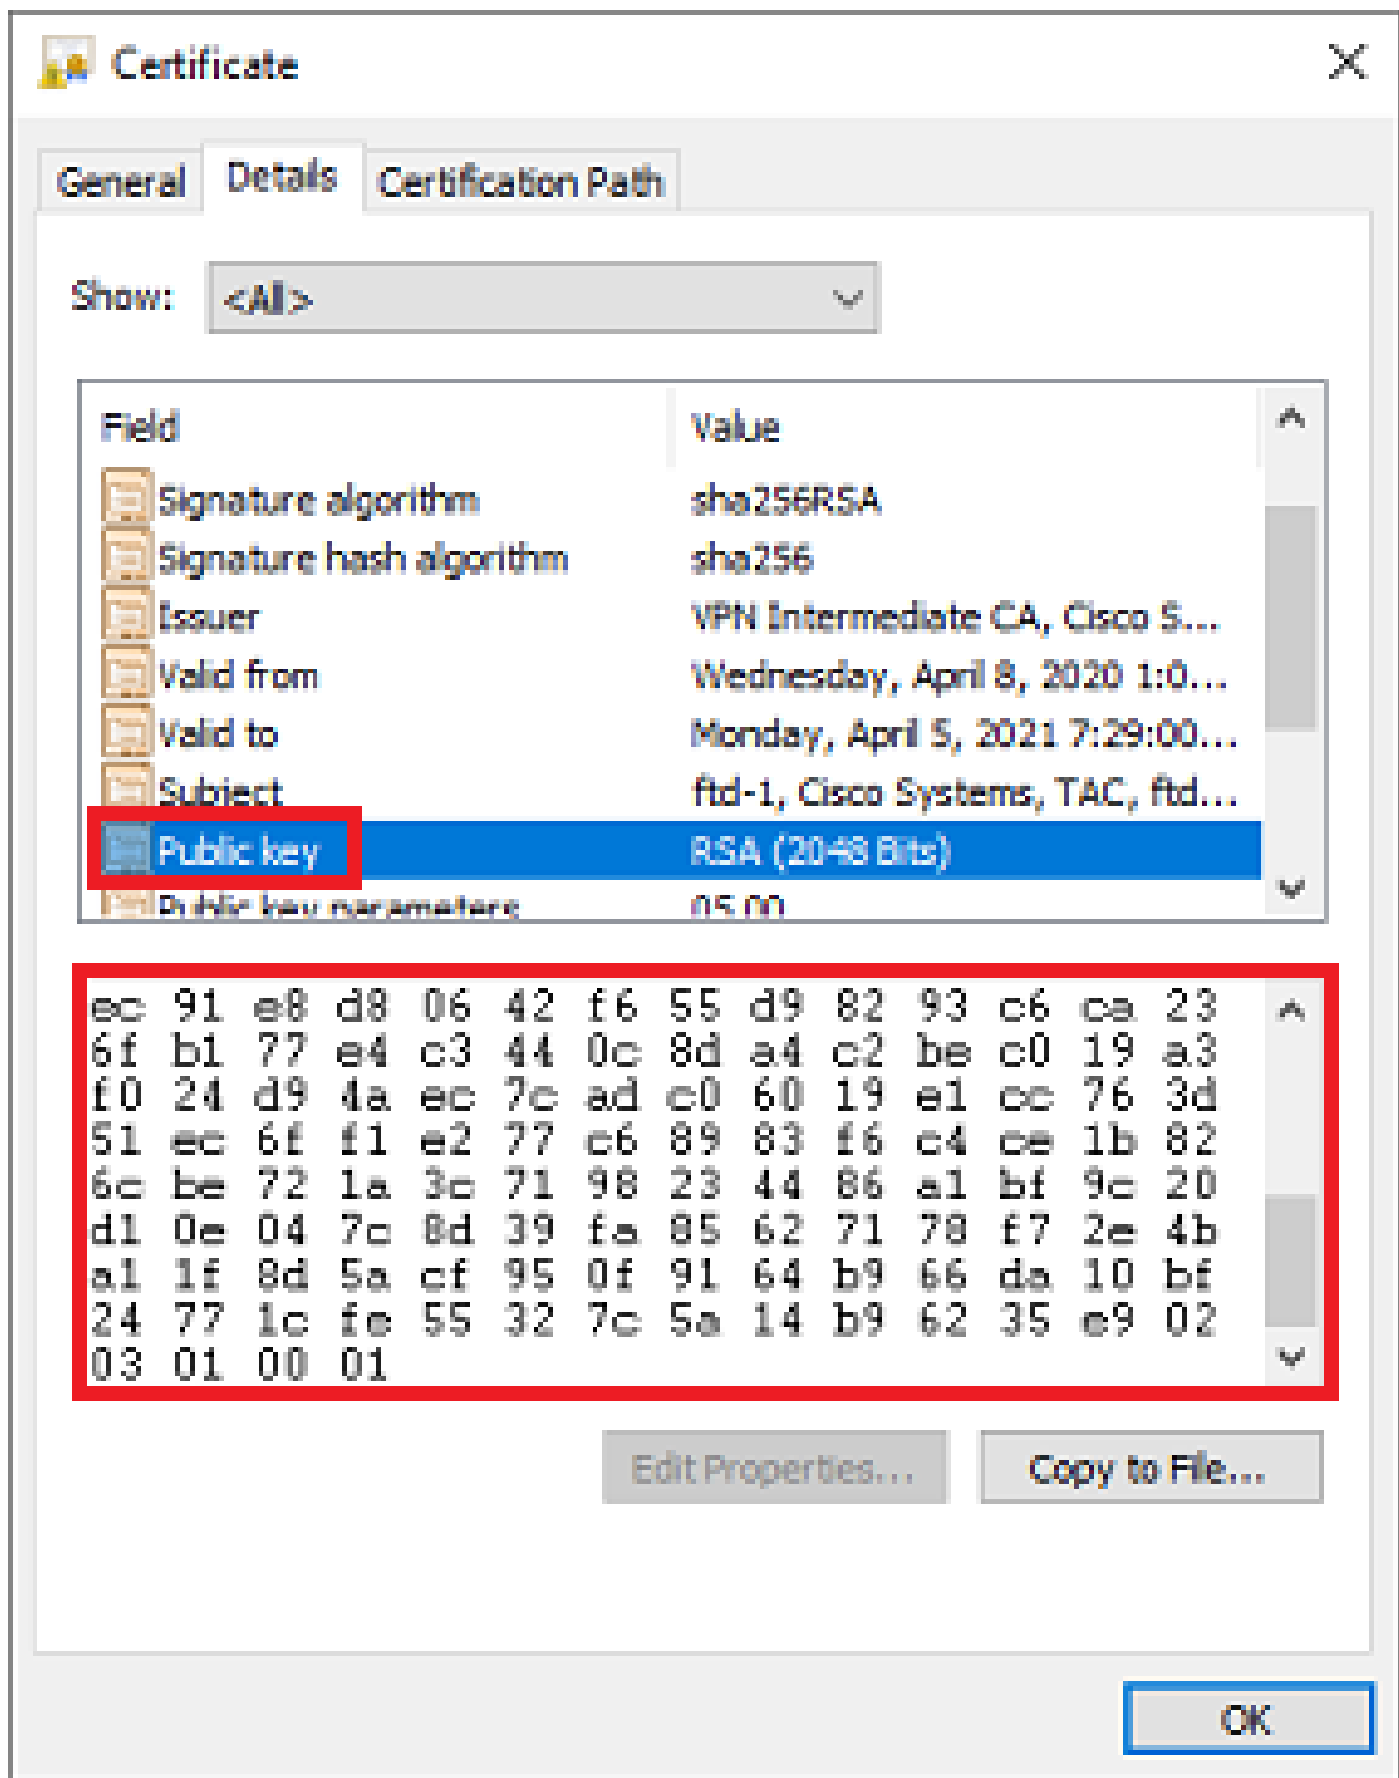 Certificate
General Details Certification Path
Show: <All>
Field Value
Signature algorithm sha256RSA
Signature hash algorithm sha256
Issuer VPN Intermediate CA, Cisco S...
Valid from Wednesday, April 8, 2020 1:0...
Valid to Monday, April 5, 2021 7:29:00...
Subject ftd-1, Cisco Systems, TAC, ftd...
Public key RSA (2048 Bits)
Public key parameters 05 00
ec 91 e8 d8 06 42 f6 55 d9 82 93 c6 ca 23
6f b1 77 e4 c3 44 0c 8d a4 c2 be c0 19 a3
f0 24 d9 4a ec 7c ad c0 60 19 e1 cc 76 3d
51 ec 6f f1 e2 77 c6 89 83 f6 c4 ce 1b 82
6c be 72 1a 3c 71 98 23 44 86 a1 bf 9c 20
d1 0e 04 7c 8d 39 fa 85 62 71 78 f7 2e 4b
a1 1f 8d 5a cf 95 0f 91 64 b9 66 da 10 bf
24 77 1c fe 55 32 7c 5a 14 b9 62 35 e9 02
03 01 00 01
Edit Properties... Copy to File...
OK